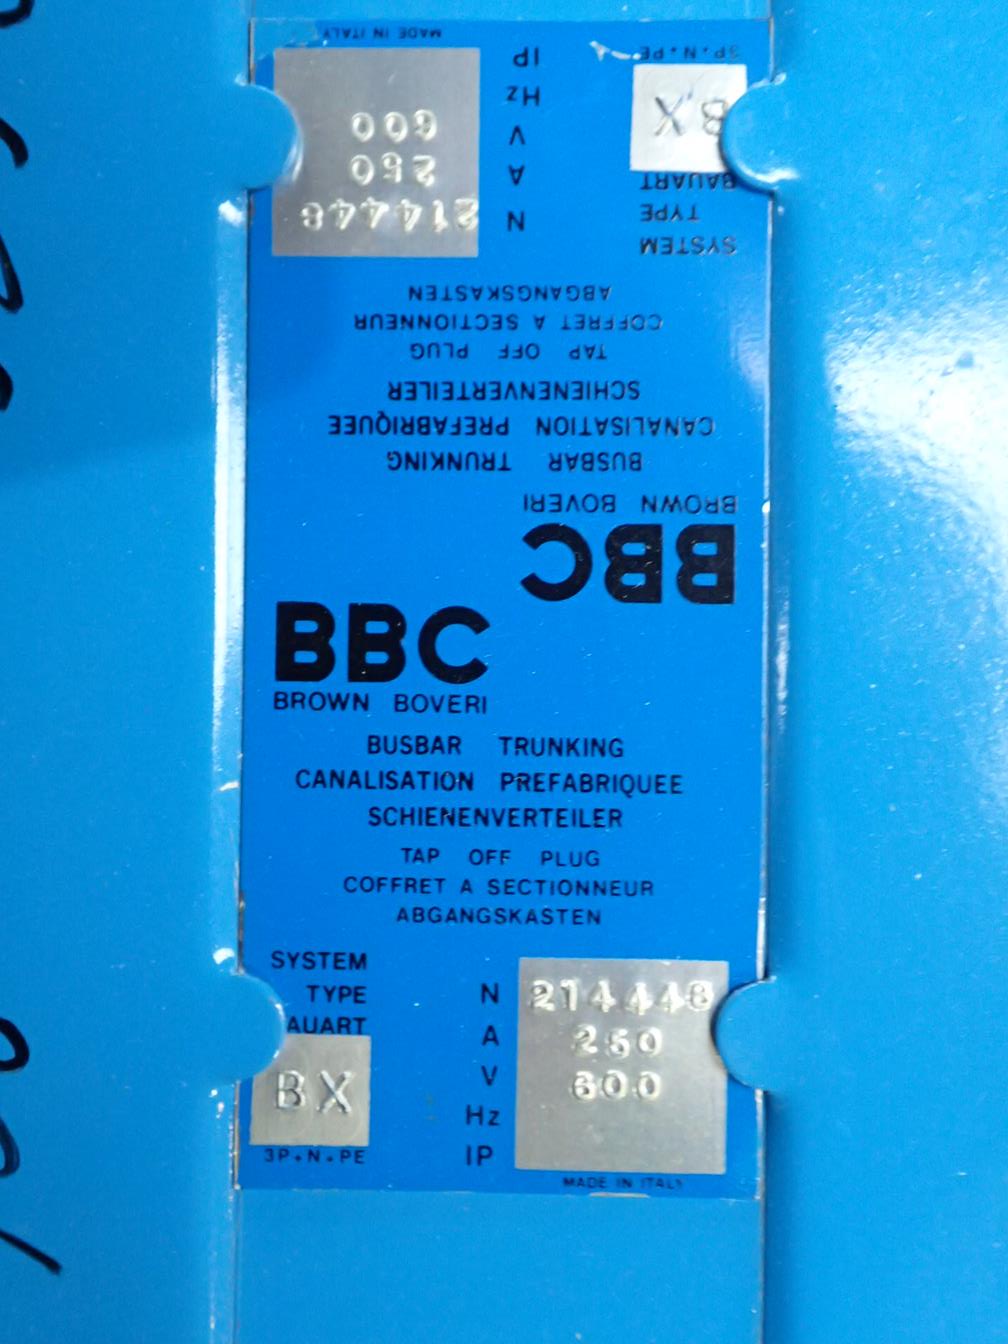 BBC
BROWN BOVERI
BUSBAR TRUNKING
CANALISATION PREFABRIQUEE
SCHIENENVERTEILER
TAP OFF PLUG
COFFRET A SECTIONNEUR
ABGANGSKASTEN
SYSTEM
TYPE
AUART
BX
3P+N+PE
N 214448
A 250
V 600
Hz
IP
MADE IN ITALY
BBC
BROWN BOVERI
BUSBAR TRUNKING
CANALISATION PREFABRIQUEE
SCHIENENVERTEILER
TAP OFF PLUG
COFFRET A SECTIONNEUR
ABGANGSKASTEN
SYSTEM
TYPE
BAUART
BX
3P+N+PE
N 214448
A 250
V 600
Hz
IP
MADE IN ITALY